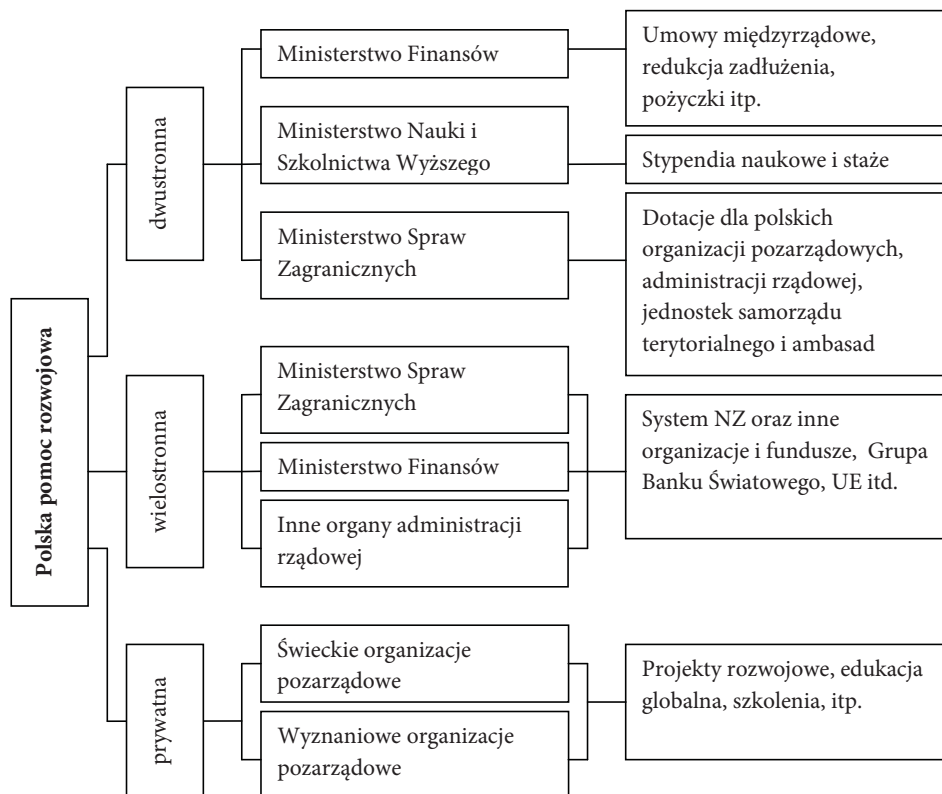 Polska pomoc rozwojowa
dwustronna
Ministerstwo Finansów
Umowy międzyrządowe,
redukcja zadłużenia,
pożyczki itp.
Ministerstwo Nauki i
Szkolnictwa Wyższego
Stypendia naukowe i staże
Ministerstwo Spraw
Zagranicznych
Dotacje dla polskich
organizacji pozarządowych,
administracji rządowej,
jednostek samorządu
terytorialnego i ambasad
wielostronna
Ministerstwo Spraw
Zagranicznych
Ministerstwo Finansów
Inne organy administracji
rządowej
System NZ oraz inne
organizacje i fundusze, Grupa
Banku Światowego, UE itd.
prywatna
Świeckie organizacje
pozarządowe
Wyznaniowe organizacje
pozarządowe
Projekty rozwojowe, edukacja
globalna, szkolenia, itp.